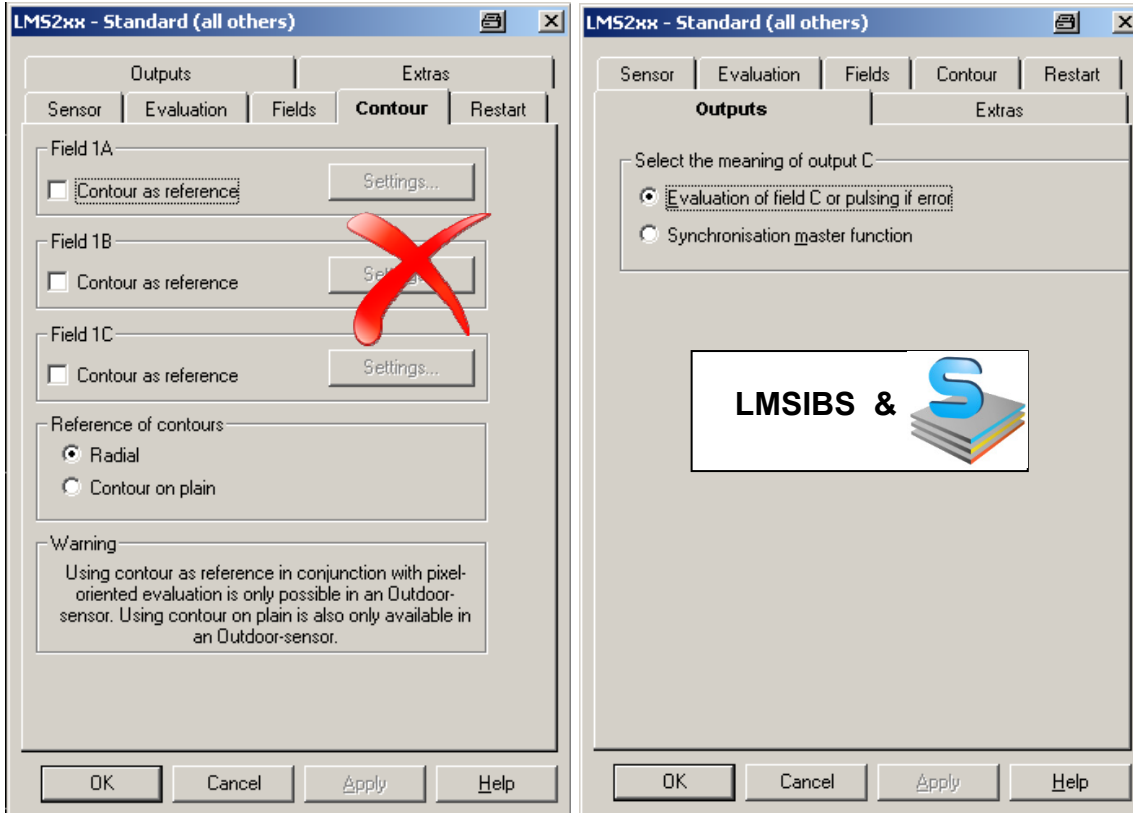 LMS2xx - Standard (all others)
Outputs Extras
Sensor Evaluation Fields Contour Restart
Field 1A
Contour as reference
Settings...
Field 1B
Contour as reference
Field 1C
Contour as reference
Settings...
Reference of contours
Radial
Contour on plain
Warning
Using contour as reference in conjunction with pixel-
oriented evaluation is only possible in an Outdoor-
sensor. Using contour on plain is also only available in
an Outdoor-sensor.
OK Cancel Apply Help
LMS2xx - Standard (all others)
Sensor Evaluation Fields Contour Restart
Outputs Extras
Select the meaning of output C
Evaluation of field C or pulsing if error
Synchronisation master function
LMSIBS & S
OK Cancel Apply Help